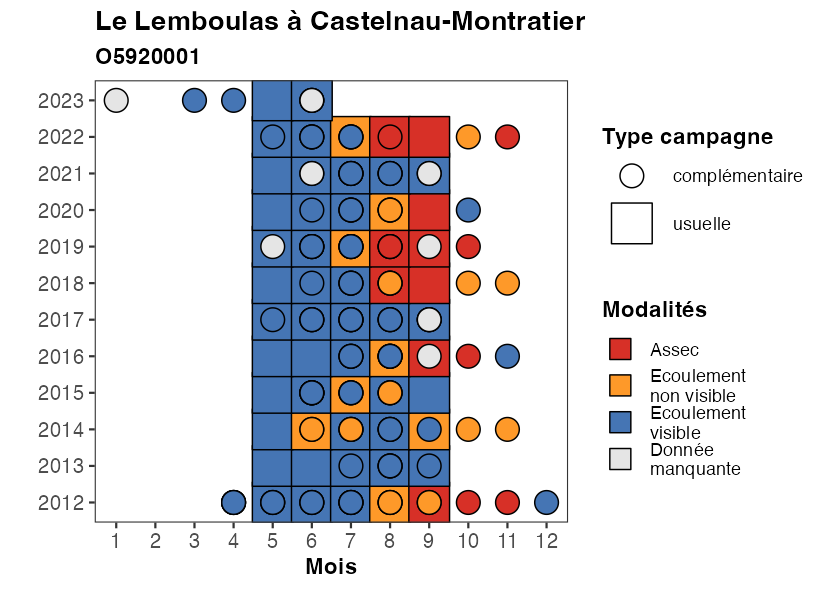 Le Lemboulas à Castelnau-Montratier
O5920001
2023
2022
2021
2020
2019
2018
2017
2016
2015
2014
2013
2012
1 2 3 4 5 6 7 8 9 10 11 12
Mois
Type campagne
complémentaire
usuelle
Modalités
Assec
Ecoulement
non visible
Ecoulement
visible
Donnée
manquante